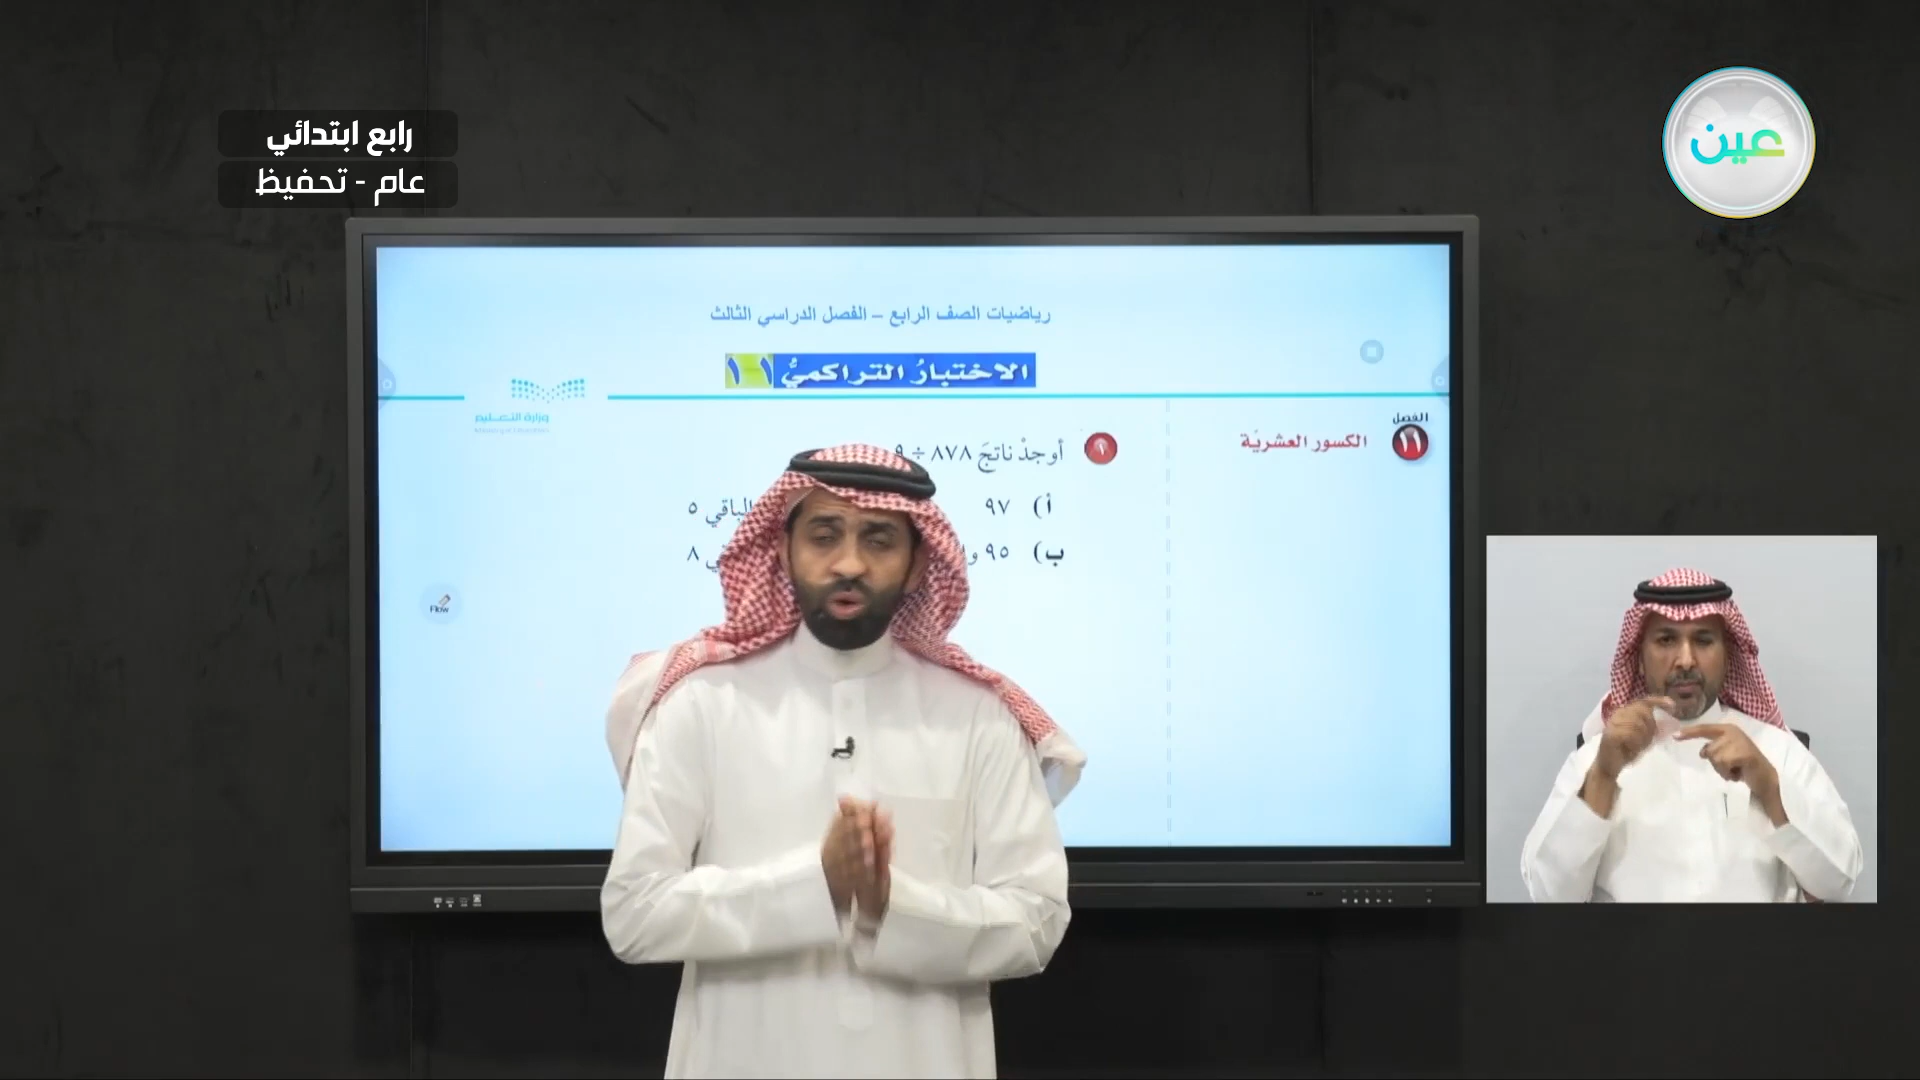 رابع ابتدائي
عام - تحفيظ
عين
رياضيات الصف الرابع – الفصل الدراسي الثالث
الاختبارُ التراكميُّ ١١
وزارة التعليم
الفصل
١١
الكسور العشريّة
أوجدْ ناتجَ ٨٧٨ ÷ ٩
أ) ٩٧
الباقي ٥
ب) ٩٥
٨
Flow